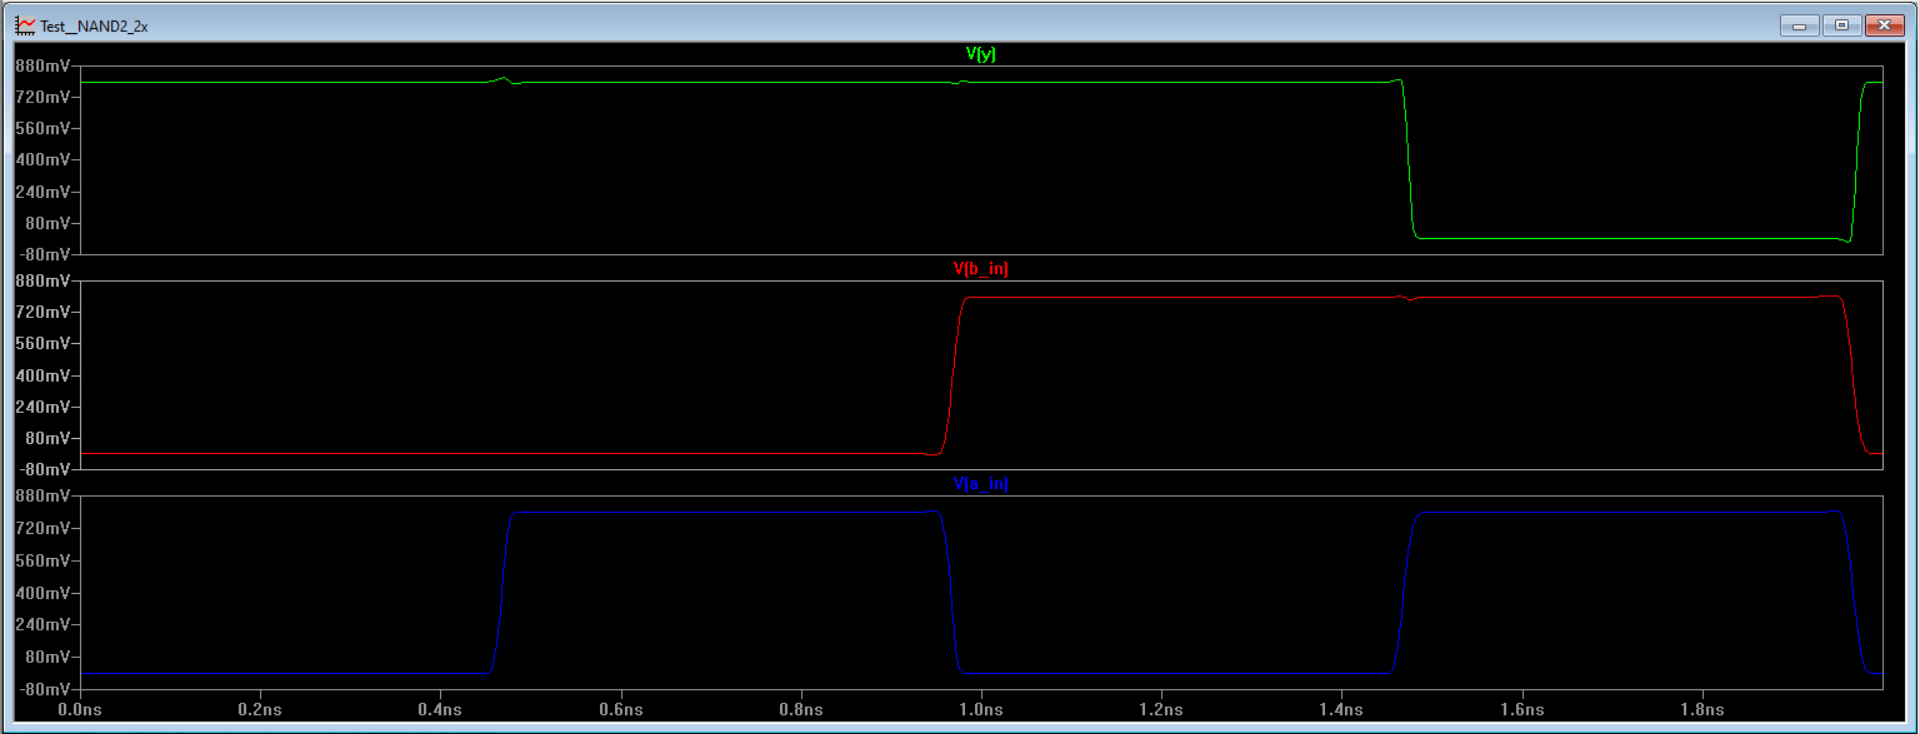 Test__NAND2_2x
V(y)
880mV
720mV
560mV
400mV
240mV
80mV
-80mV
V(b_in)
880mV
720mV
560mV
400mV
240mV
80mV
-80mV
V(a_in)
880mV
720mV
560mV
400mV
240mV
80mV
-80mV
0.0ns 0.2ns 0.4ns 0.6ns 0.8ns 1.0ns 1.2ns 1.4ns 1.6ns 1.8ns